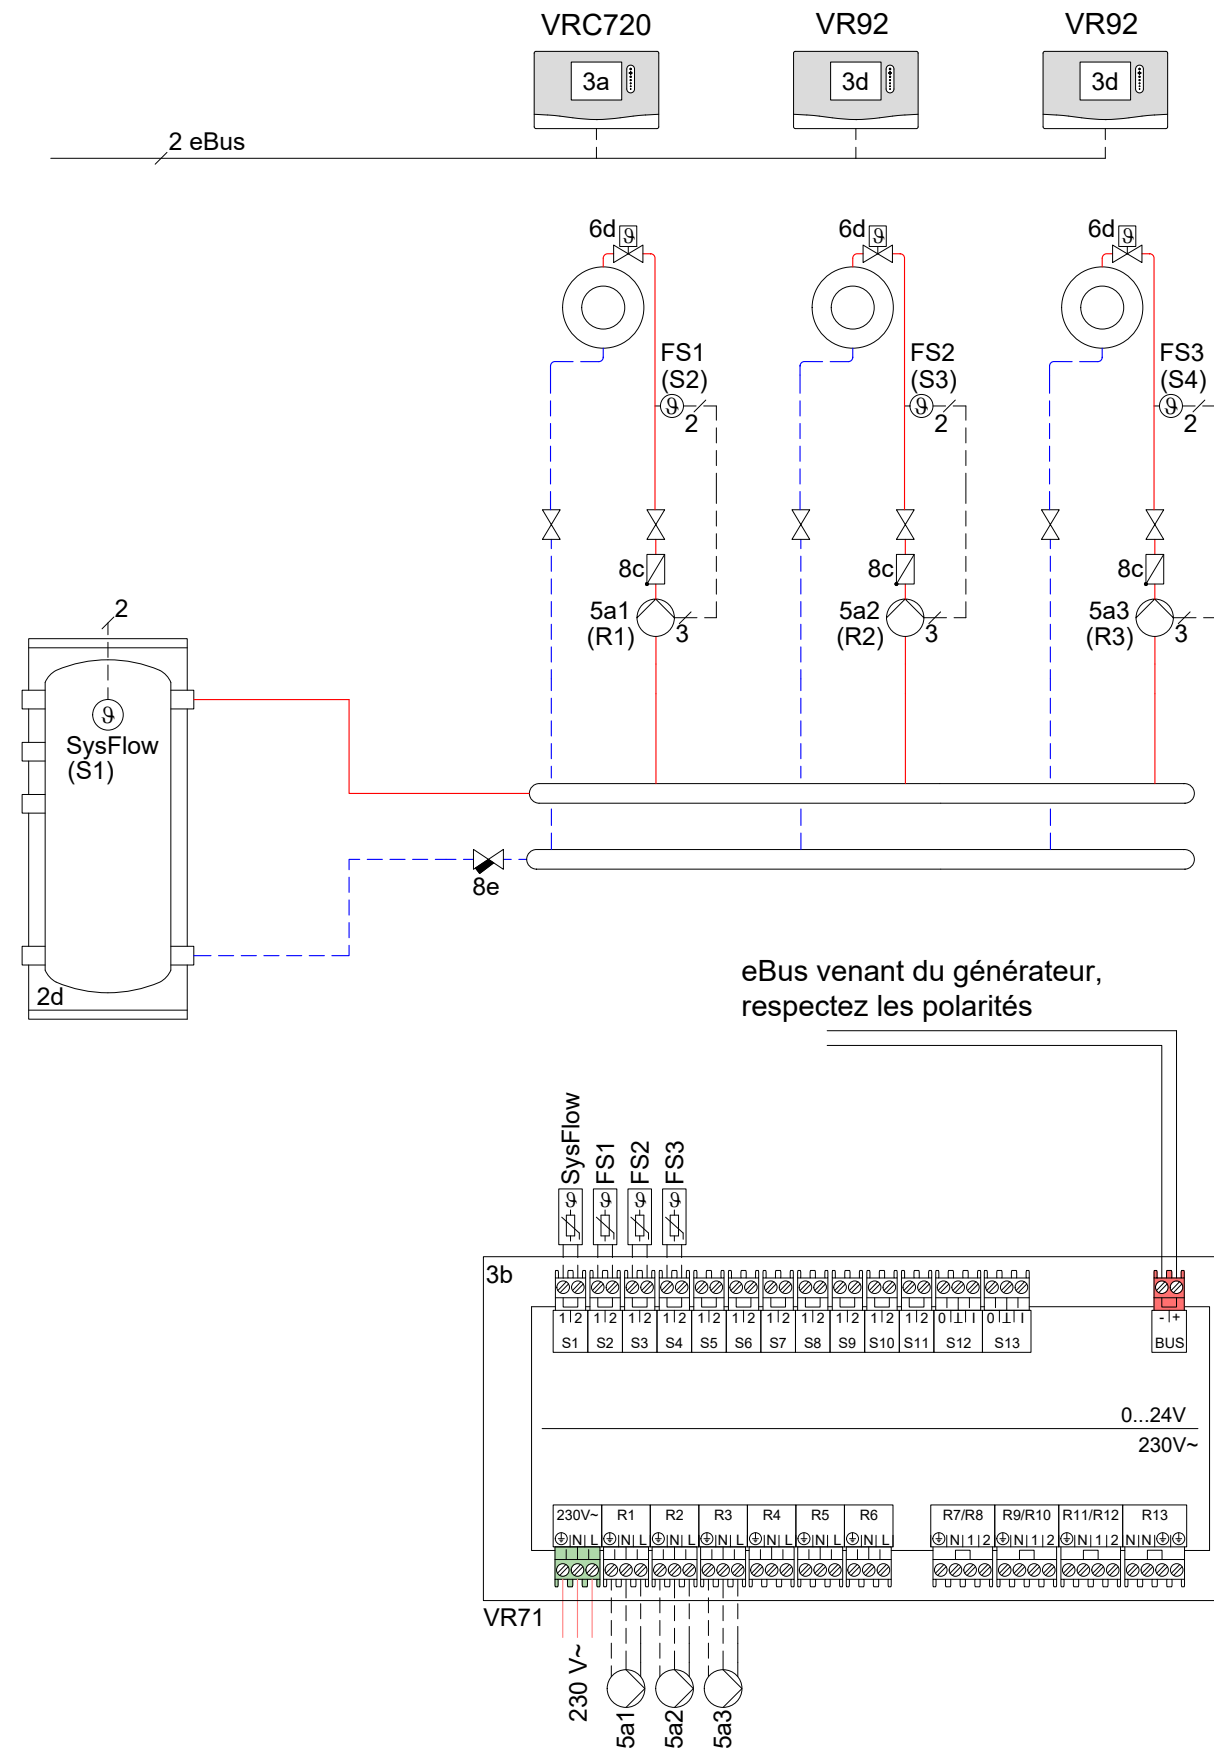 VRC720 VR92 VR92
3a 3d 3d
2 eBus
6d 6d 6d
ϑ ϑ ϑ
FS1 FS2 FS3
(S2) (S3) (S4)
ϑ ϑ ϑ
2 2 2
8c 8c 8c
5a1 5a2 5a3
(R1) (R2) (R3)
3 3 3
2
ϑ
SysFlow
(S1)
8e
2d
eBus venant du générateur,
respectez les polarités
SysFlow FS1 FS2 FS3
ϑ ϑ ϑ ϑ
3b
1 2 1 2 1 2 1 2 1 2 1 2 1 2 1 2 1 2 1 2 1 2 0 ⊥ I 0 ⊥ I - +
S1 S2 S3 S4 S5 S6 S7 S8 S9 S10 S11 S12 S13 BUS
0...24V
230V~
230V~ R1 R2 R3 R4 R5 R6 R7/R8 R9/R10 R11/R12 R13
⏚ N L ⏚ N L ⏚ N L ⏚ N L ⏚ N L ⏚ N L ⏚ N L ⏚ N 1 2 ⏚ N 1 2 ⏚ N 1 2 N N ⏚ ⏚
VR71
230 V~ 5a1 5a2 5a3